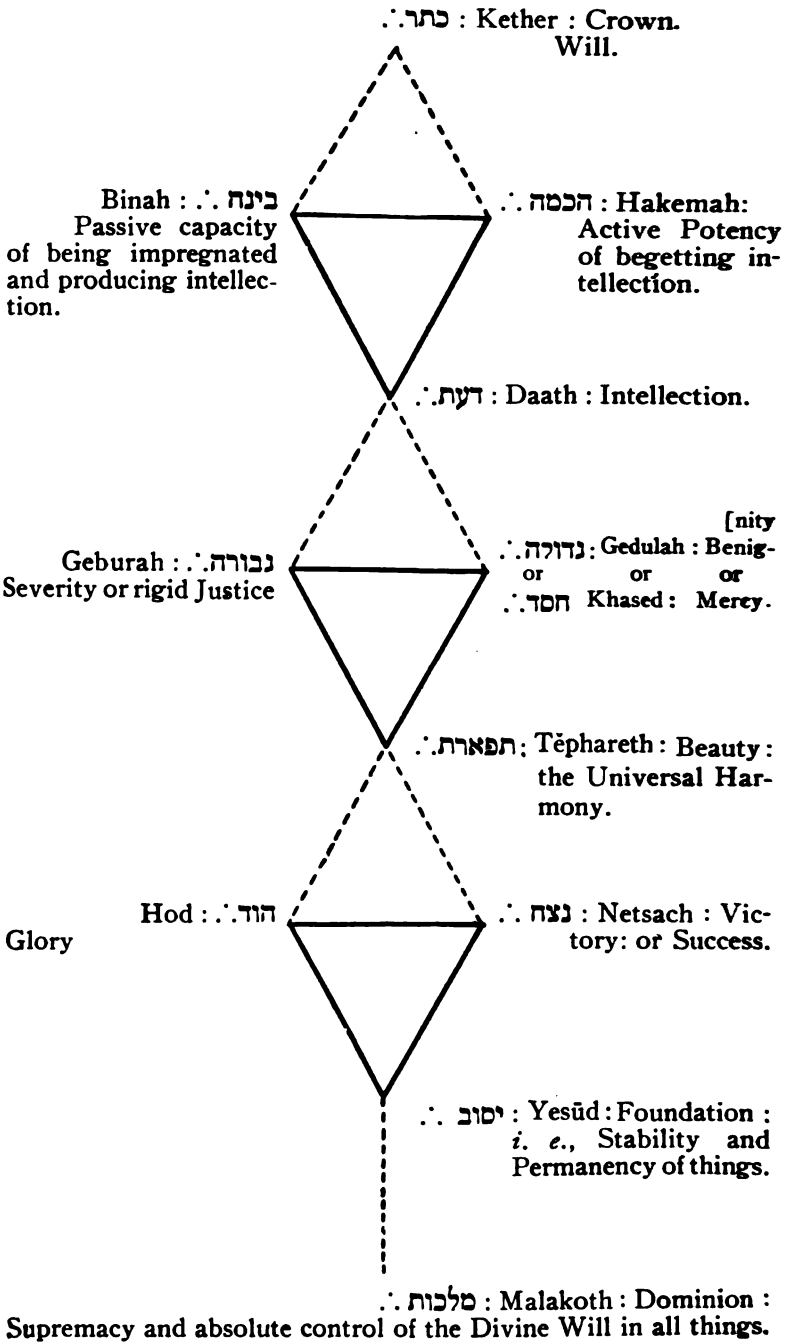 ∴כתר : Kether : Crown.
Will.
Binah : ∴ בינה
Passive capacity
of being impregnated
and producing intellec-
tion.
∴ הכמה : Hakemah:
Active Potency
of begetting in-
tellection.
∴דעת : Daath : Intellection.
Geburah : ∴גבורה
Severity or rigid Justice
[nity
∴גדולה : Gedulah : Benig-
or or or
∴חסד Khased : Mercy.
∴תפארת : Tĕphareth : Beauty :
the Universal Har-
mony.
Hod : ∴הוד
Glory
∴ נצח : Netsach : Vic-
tory: or Success.
∴ יסוב : Yesūd : Foundation :
i. e., Stability and
Permanency of things.
∴ מלכות : Malakoth : Dominion :
Supremacy and absolute control of the Divine Will in all things.